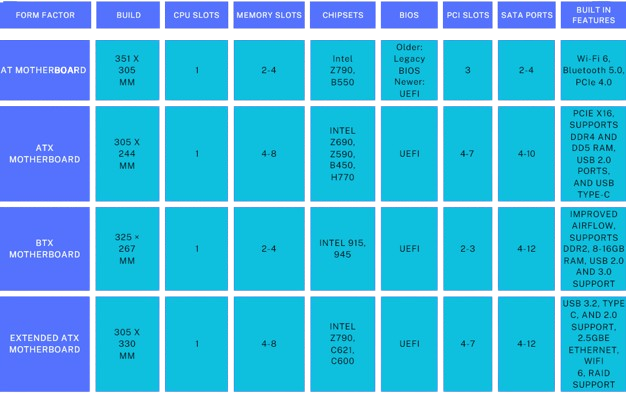 FORM FACTOR
BUILD
CPU SLOTS
MEMORY SLOTS
CHIPSETS
BIOS
PCI SLOTS
SATA PORTS
BUILT IN
FEATURES
AT MOTHERBOARD
351 X
305
MM
1
2-4
Intel
Z790,
B550
Older:
Legacy
BIOS
Newer:
UEFI
3
2-4
Wi-Fi 6,
Bluetooth 5.0,
PCIe 4.0
ATX
MOTHERBOARD
305 X
244
MM
1
4-8
INTEL
Z690,
Z590,
B450,
H770
UEFI
4-7
4-10
PCIE X16,
SUPPORTS
DDR4 AND
DD5 RAM,
USB 2.0
PORTS,
AND USB
TYPE-C
BTX
MOTHERBOARD
325 ×
267
MM
1
2-4
INTEL 915,
945
UEFI
2-3
4-12
IMPROVED
AIRFLOW,
SUPPORTS
DDR2, 8-16GB
RAM, USB 2.0
AND 3.0
SUPPORT
EXTENDED ATX
MOTHERBOARD
305 X
330
MM
1
4-8
INTEL
Z790,
C621,
C600
UEFI
4-7
4-12
USB 3.2, TYPE
C, AND 2.0
SUPPORT,
2.5GBE
ETHERNET,
WIFI
6, RAID
SUPPORT